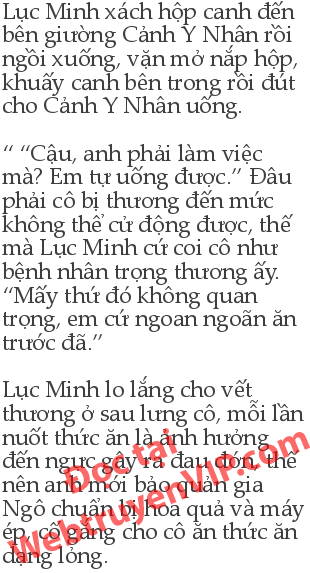 Lục Minh xách hộp canh đến
bên giường Cảnh Y Nhân rồi
ngồi xuống, vặn mở nắp hộp,
khuấy canh bên trong rồi đút
cho Cảnh Y Nhân uống.

“ “Cậu, anh phải làm việc
mà? Em tự uống được.” Đâu
phải cô bị thương đến mức
không thể cử động được, thế
mà Lục Minh cứ coi cô như
bệnh nhân trọng thương ấy.
“Mấy thứ đó không quan
trọng, em cứ ngoan ngoãn ăn
trước đã.”

Lục Minh lo lắng cho vết
thương ở sau lưng cô, mỗi lần
nuốt thức ăn là ảnh hưởng
đến ngực gây ra đau đớn, thế
nên anh mới bảo quản gia
Ngô chuẩn bị hoa quả và máy
ép, cố gắng cho cô ăn thức ăn
dạng lỏng.
Đọc tại
WebtruyenVIP.com